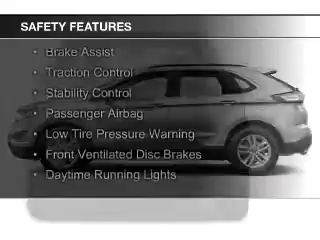 SAFETY FEATURES
• Brake Assist
• Traction Control
• Stability Control
• Passenger Airbag
• Low Tire Pressure Warning
• Front Ventilated Disc Brakes
• Daytime Running Lights